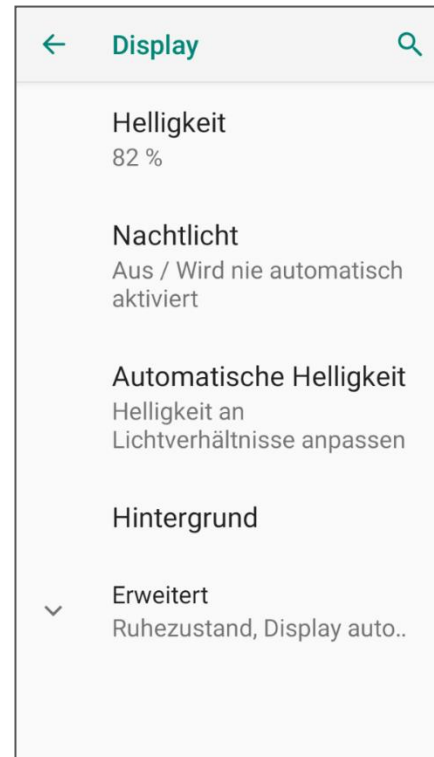 Display
Helligkeit
82 %
Nachtlicht
Aus / Wird nie automatisch
aktiviert
Automatische Helligkeit
Helligkeit an
Lichtverhältnisse anpassen
Hintergrund
Erweitert
Ruhezustand, Display auto..